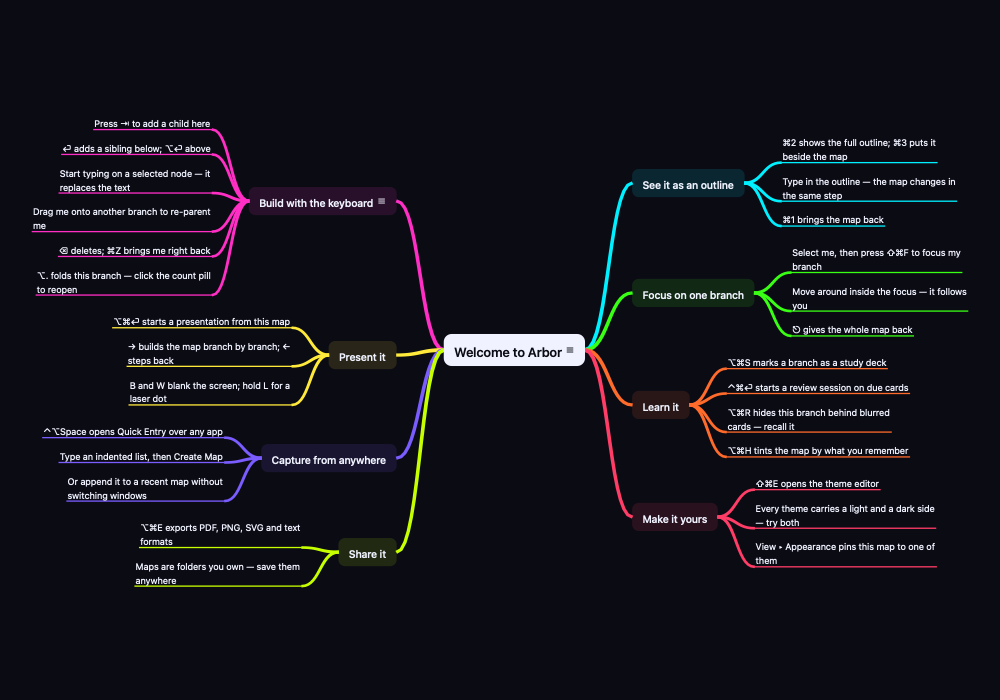 Welcome to Arbor
Build with the keyboard
Press ⇥ to add a child here
⏎ adds a sibling below; ⌥⏎ above
Start typing on a selected node — it
replaces the text
Drag me onto another branch to re-parent
me
⌫ deletes; ⌘Z brings me right back
⌥. folds this branch — click the count pill
to reopen
Present it
⌥⌘⏎ starts a presentation from this map
→ builds the map branch by branch; ←
steps back
B and W blank the screen; hold L for a
laser dot
Capture from anywhere
^⌥Space opens Quick Entry over any app
Type an indented list, then Create Map
Or append it to a recent map without
switching windows
Share it
⌥⌘E exports PDF, PNG, SVG and text
formats
Maps are folders you own — save them
anywhere
See it as an outline
⌘2 shows the full outline; ⌘3 puts it
beside the map
Type in the outline — the map changes in
the same step
⌘1 brings the map back
Focus on one branch
Select me, then press ⇧⌘F to focus my
branch
Move around inside the focus — it follows
you
⎋ gives the whole map back
Learn it
⌥⌘S marks a branch as a study deck
^⌘⏎ starts a review session on due cards
⌥⌘R hides this branch behind blurred
cards — recall it
⌥⌘H tints the map by what you remember
Make it yours
⇧⌘E opens the theme editor
Every theme carries a light and a dark side
— try both
View ▸ Appearance pins this map to one of
them